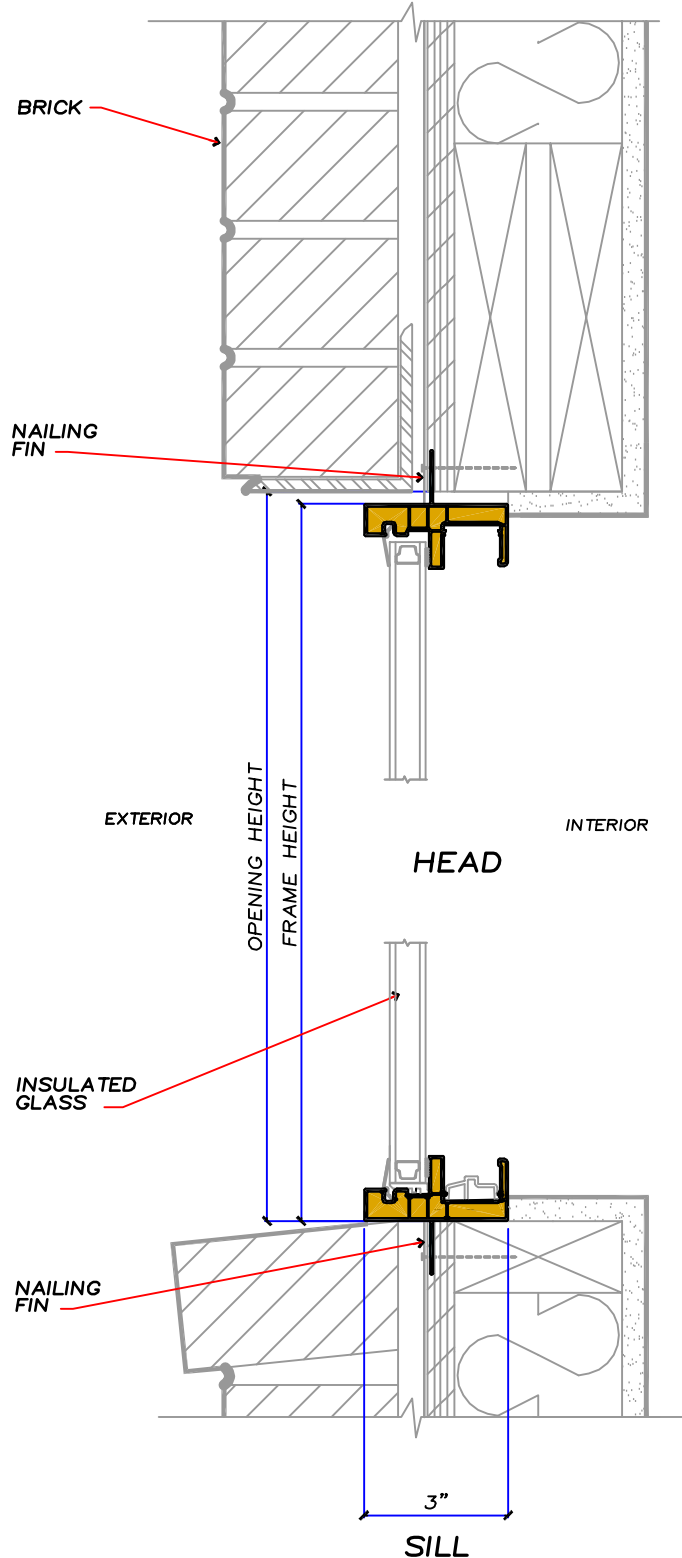 BRICK
NAILING
FIN
OPENING HEIGHT
FRAME HEIGHT
EXTERIOR
INTERIOR
HEAD
INSULATED
GLASS
NAILING
FIN
3"
SILL